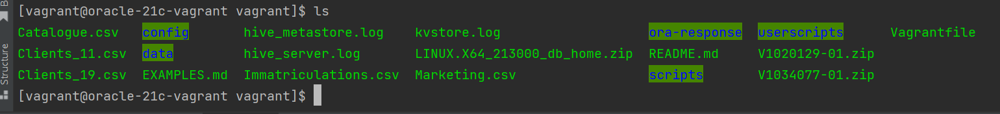 [vagrant@oracle-21c-vagrant vagrant]$ ls
Catalogue.csv config hive_metastore.log kvstore.log ora-response userscripts Vagrantfile
Clients_11.csv data hive_server.log LINUX.X64_213000_db_home.zip README.md V1020129-01.zip
Clients_19.csv EXAMPLES.md Immatriculations.csv Marketing.csv scripts V1034077-01.zip
[vagrant@oracle-21c-vagrant vagrant]$
Structure